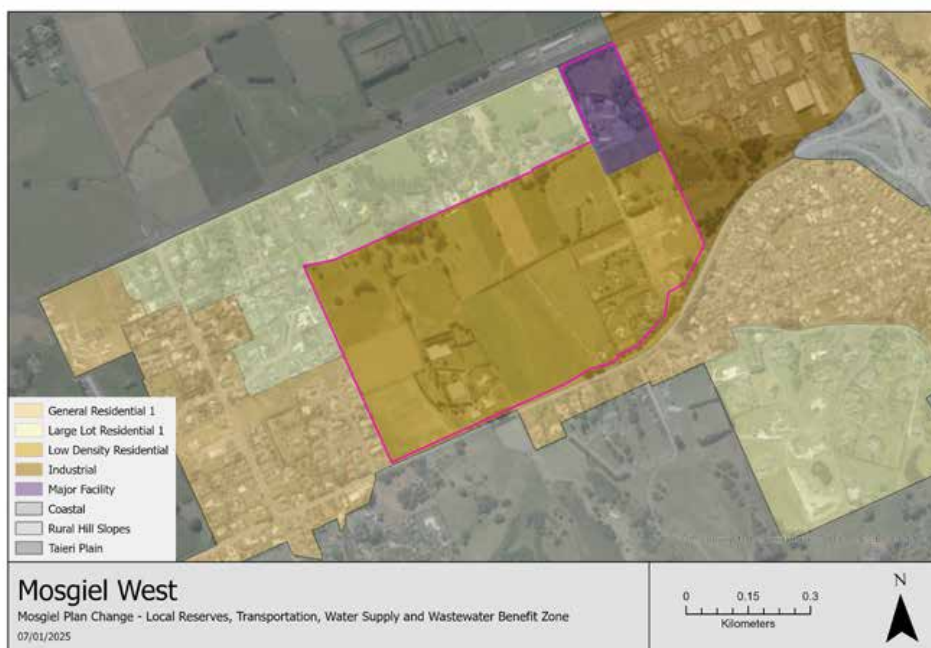 General Residential 1
Large Lot Residential 1
Low Density Residential
Industrial
Major Facility
Coastal
Rural Hill Slopes
Taieri Plain
Mosgiel West
Mosgiel Plan Change - Local Reserves, Transportation, Water Supply and Wastewater Benefit Zone
07/01/2025
0 0.15 0.3
Kilometers
N